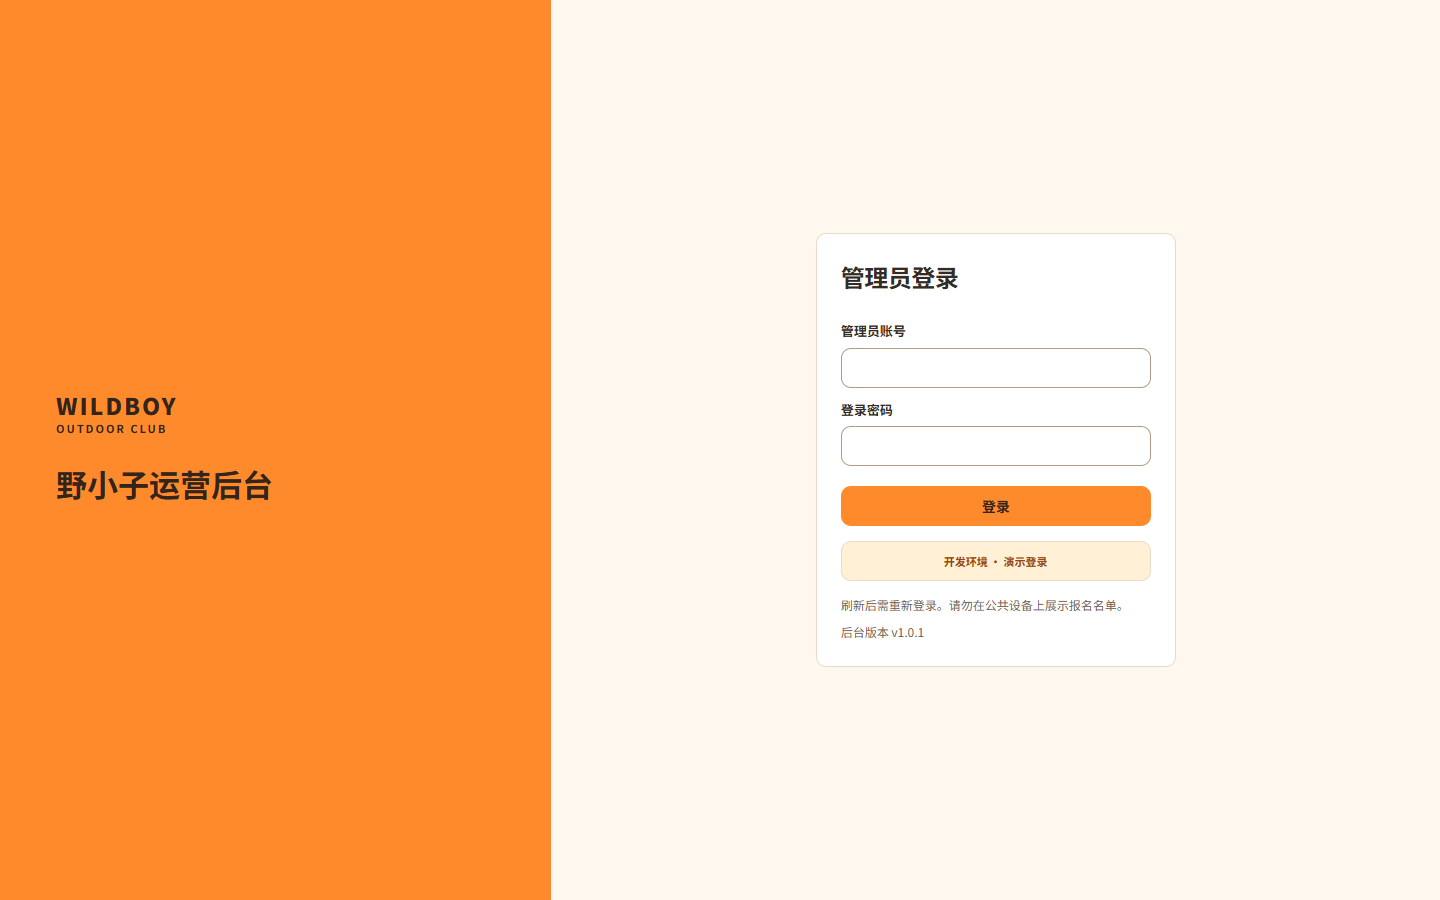 WILDBOY
OUTDOOR CLUB
野小子运营后台
管理员登录
管理员账号
登录密码
登录
开发环境 · 演示登录
刷新后需重新登录。请勿在公共设备上展示报名名单。
后台版本 v1.0.1